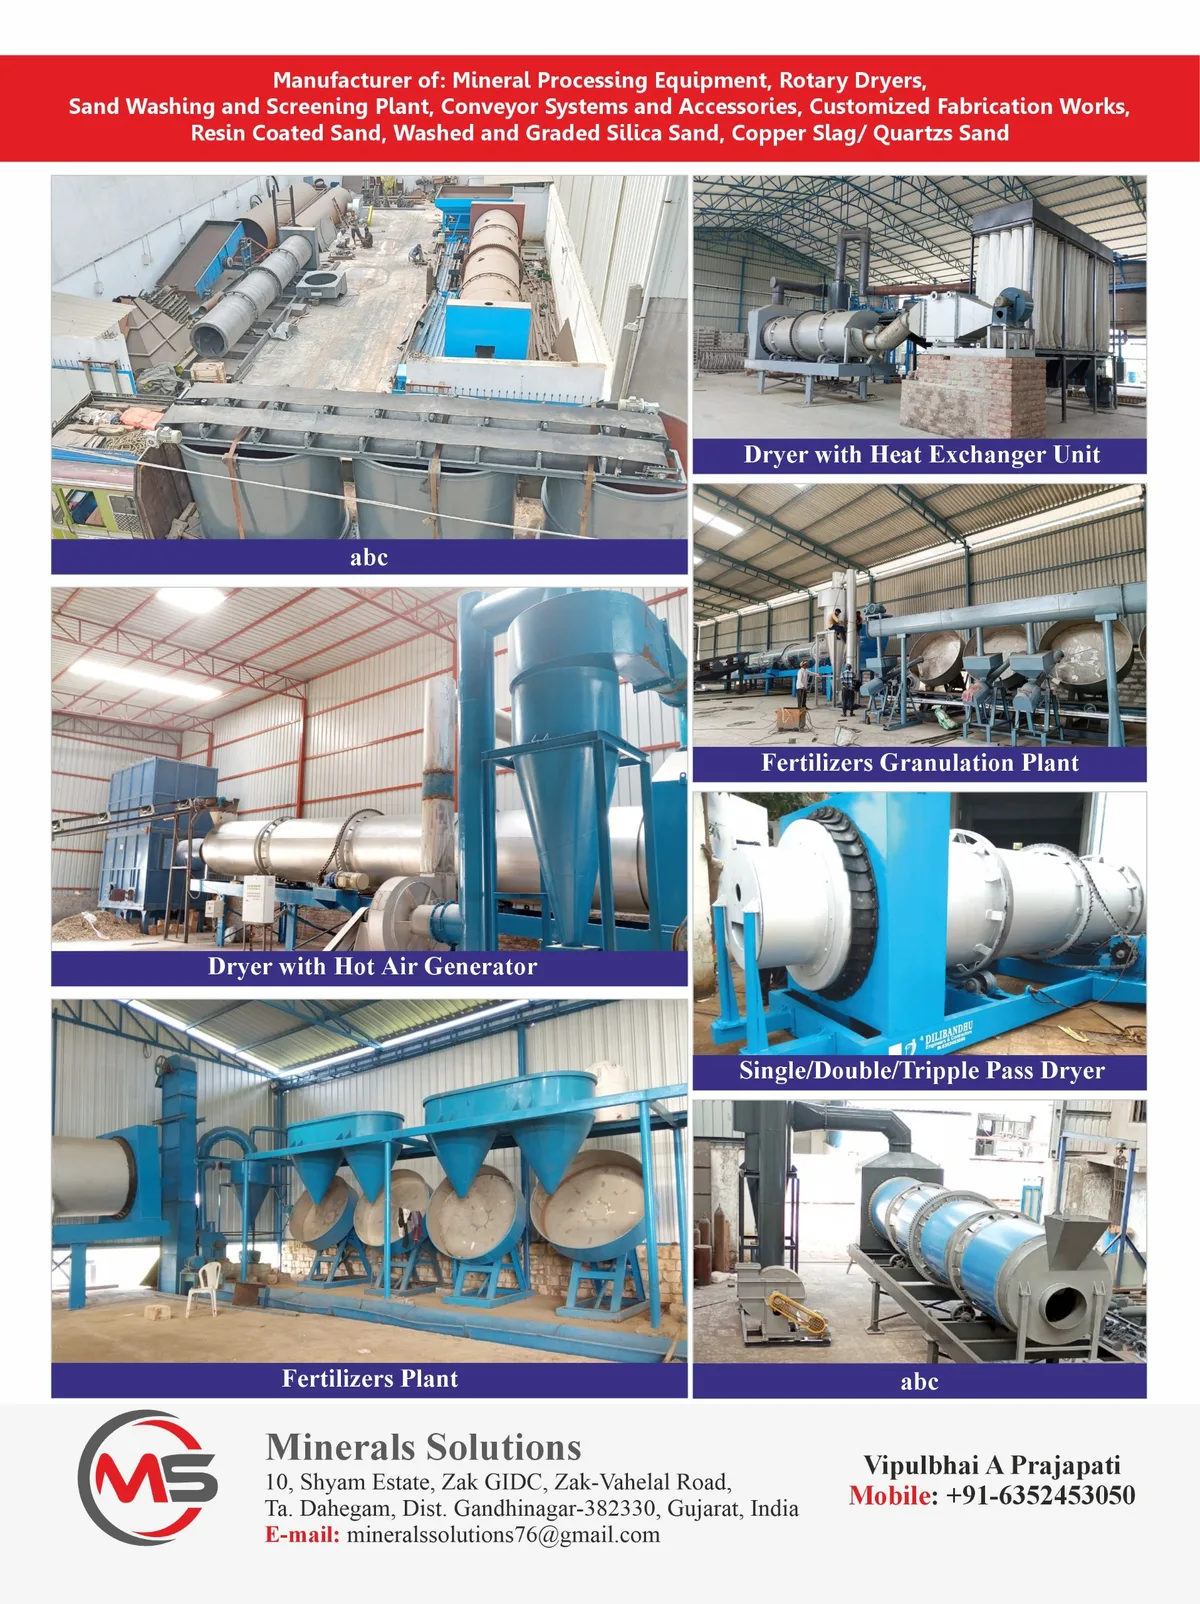 Manufacturer of: Mineral Processing Equipment, Rotary Dryers,
Sand Washing and Screening Plant, Conveyor Systems and Accessories, Customized Fabrication Works,
Resin Coated Sand, Washed and Graded Silica Sand, Copper Slag/ Quartzs Sand
abc
Dryer with Heat Exchanger Unit
Fertilizers Granulation Plant
Dryer with Hot Air Generator
DILIBANDHU
Engineers & Contractors
Single/Double/Tripple Pass Dryer
Fertilizers Plant
abc
MS
Minerals Solutions
10, Shyam Estate, Zak GIDC, Zak-Vahelal Road,
Ta. Dahegam, Dist. Gandhinagar-382330, Gujarat, India
E-mail: mineralssolutions76@gmail.com
Vipulbhai A Prajapati
Mobile: +91-6352453050